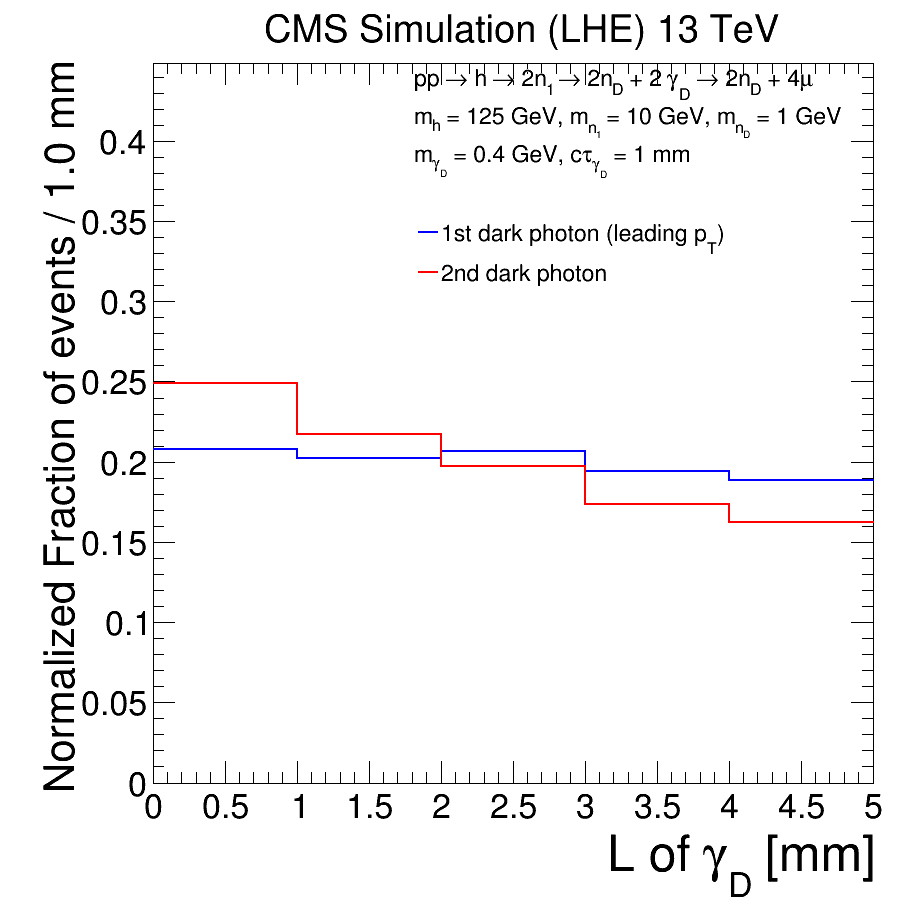 CMS Simulation (LHE) 13 TeV
pp → h → 2n₁ → 2n_D + 2 γ_D → 2n_D + 4μ
m_h = 125 GeV, m_n₁ = 10 GeV, m_n_D = 1 GeV
m_γ_D = 0.4 GeV, cτ_γ_D = 1 mm
1st dark photon (leading p_T)
2nd dark photon
Normalized Fraction of events / 1.0 mm
0.4
0.35
0.3
0.25
0.2
0.15
0.1
0.05
0
0 0.5 1 1.5 2 2.5 3 3.5 4 4.5 5
L of γ_D [mm]